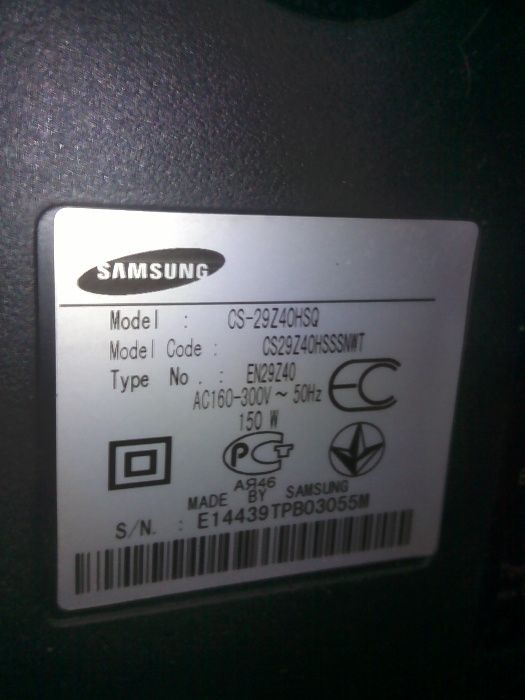 SAMSUNG
Model : CS-29Z40HSQ
Model Code : CS29Z40HSSSNWT
Type No. : EN29Z40
AC160-300V ~ 50Hz
150 W
EC
PCT
АЯ46
MADE BY SAMSUNG
S/N. : E14439TPB03055M